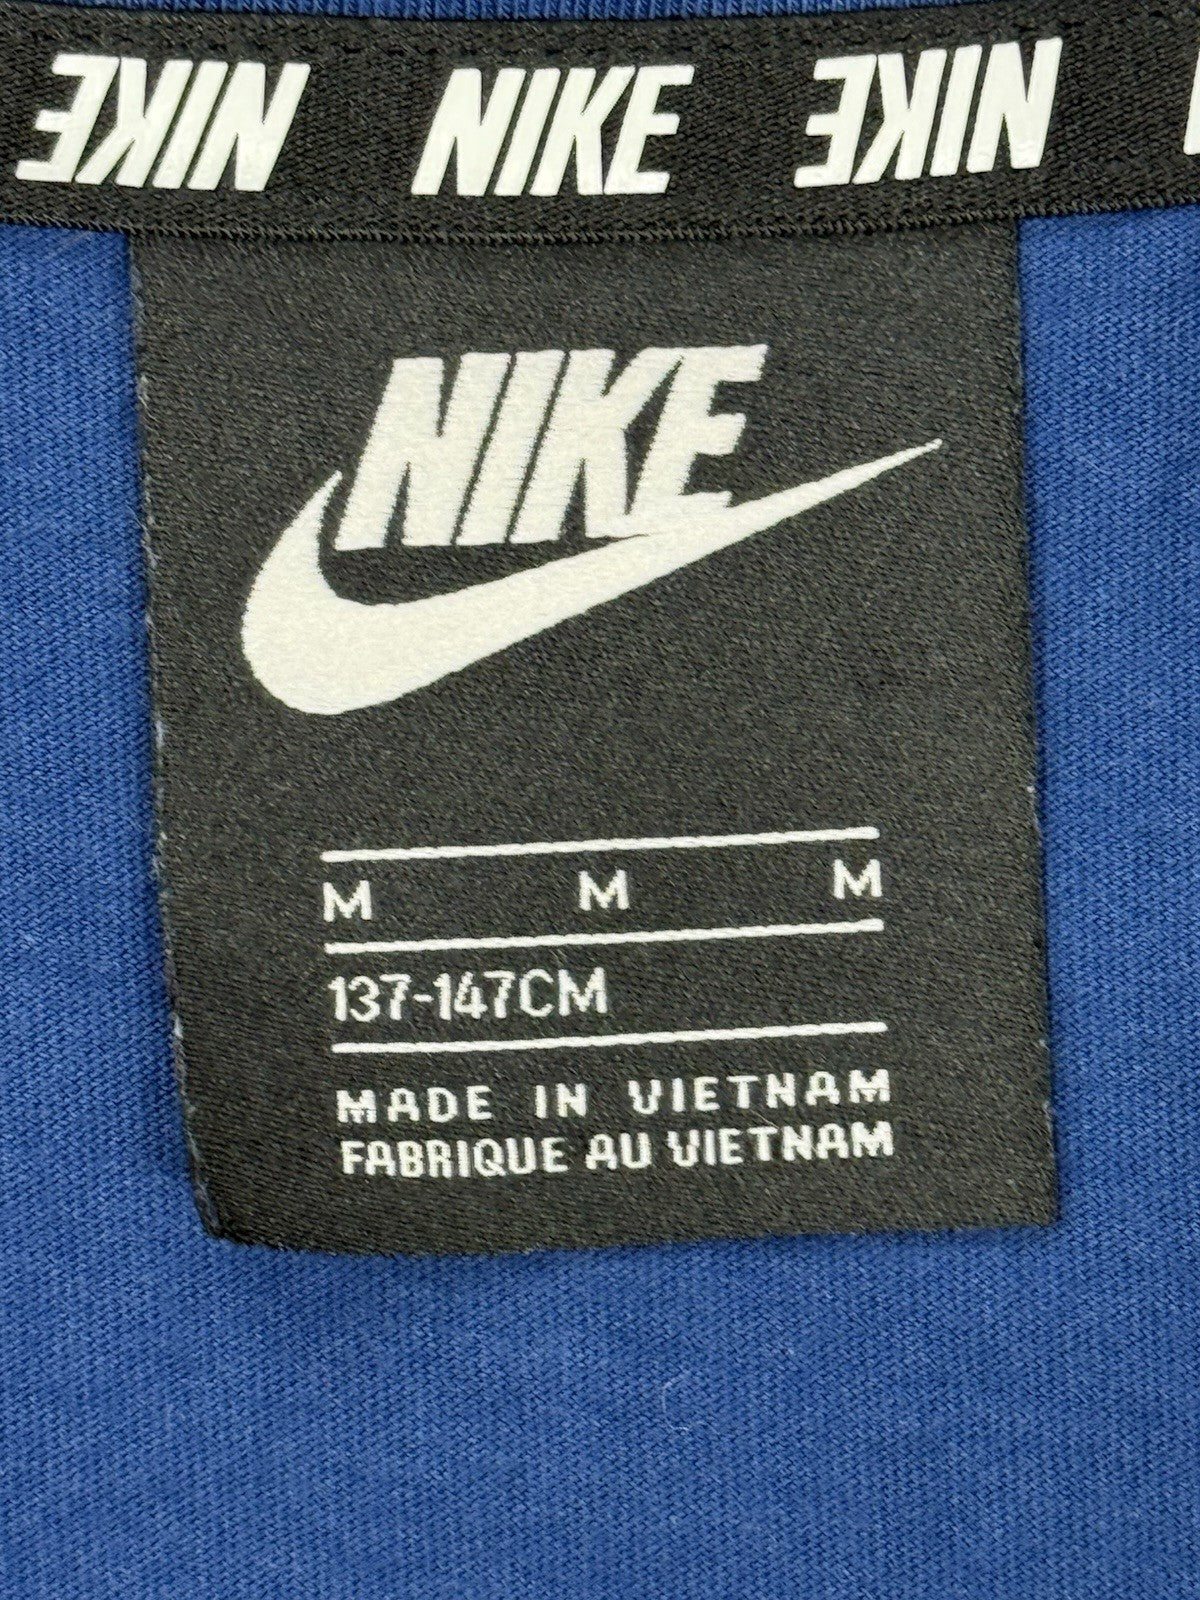 NIKE NIKE NIKE
NIKE
M M M
137-147CM
MADE IN VIETNAM
FABRIQUE AU VIETNAM